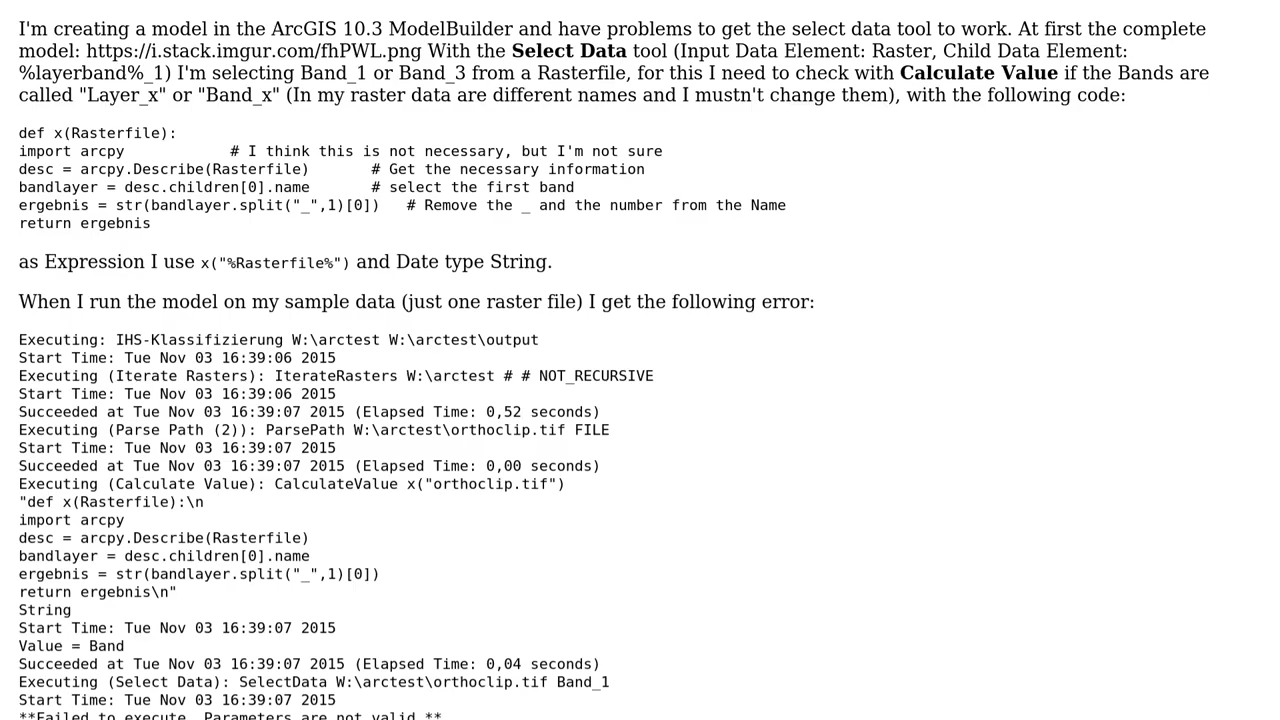 I'm creating a model in the ArcGIS 10.3 ModelBuilder and have problems to get the select data tool to work. At first the complete
model: https://i.stack.imgur.com/fhPWL.png With the Select Data tool (Input Data Element: Raster, Child Data Element:
%layerband%_1) I'm selecting Band_1 or Band_3 from a Rasterfile, for this I need to check with Calculate Value if the Bands are
called "Layer_x" or "Band_x" (In my raster data are different names and I mustn't change them), with the following code:
def x(Rasterfile):
import arcpy            # I think this is not necessary, but I'm not sure
desc = arcpy.Describe(Rasterfile)       # Get the necessary information
bandlayer = desc.children[0].name       # select the first band
ergebnis = str(bandlayer.split("_",1)[0])   # Remove the _ and the number from the Name
return ergebnis
as Expression I use x("%Rasterfile%") and Date type String.
When I run the model on my sample data (just one raster file) I get the following error:
Executing: IHS-Klassifizierung W:\arctest W:\arctest\output
Start Time: Tue Nov 03 16:39:06 2015
Executing (Iterate Rasters): IterateRasters W:\arctest # # NOT_RECURSIVE
Start Time: Tue Nov 03 16:39:06 2015
Succeeded at Tue Nov 03 16:39:07 2015 (Elapsed Time: 0,52 seconds)
Executing (Parse Path (2)): ParsePath W:\arctest\orthoclip.tif FILE
Start Time: Tue Nov 03 16:39:07 2015
Succeeded at Tue Nov 03 16:39:07 2015 (Elapsed Time: 0,00 seconds)
Executing (Calculate Value): CalculateValue x("orthoclip.tif")
"def x(Rasterfile):\n
import arcpy
desc = arcpy.Describe(Rasterfile)
bandlayer = desc.children[0].name
ergebnis = str(bandlayer.split("_",1)[0])
return ergebnis\n"
String
Start Time: Tue Nov 03 16:39:07 2015
Value = Band
Succeeded at Tue Nov 03 16:39:07 2015 (Elapsed Time: 0,04 seconds)
Executing (Select Data): SelectData W:\arctest\orthoclip.tif Band_1
Start Time: Tue Nov 03 16:39:07 2015
**Failed to execute. Parameters are not valid.**